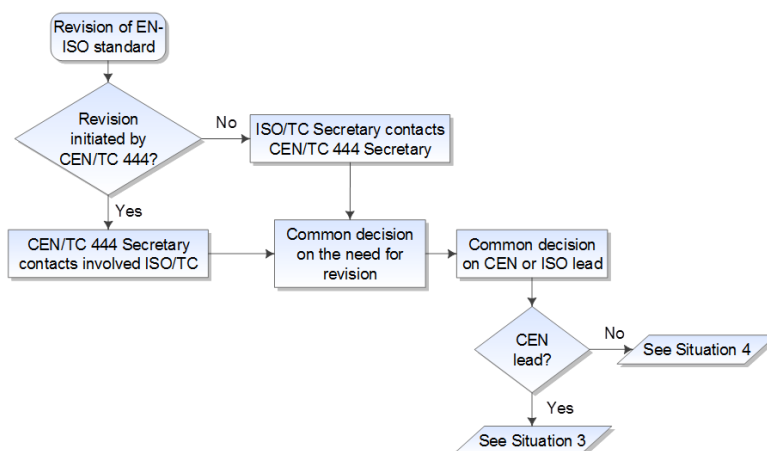 Revision of EN-
ISO standard
Revision
initiated by
CEN/TC 444?
No
ISO/TC Secretary contacts
CEN/TC 444 Secretary
Yes
CEN/TC 444 Secretary
contacts involved ISO/TC
Common decision
on the need for
revision
Common decision
on CEN or ISO lead
CEN
lead?
No
See Situation 4
Yes
See Situation 3